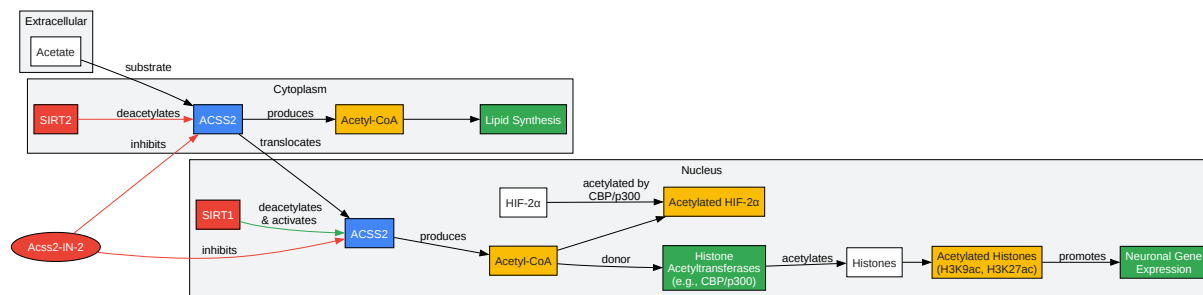 Extracellular
Acetate
substrate
Cytoplasm
SIRT2
deacetylates
ACSS2
produces
Acetyl-CoA
Lipid Synthesis
inhibits
translocates
Nucleus
SIRT1
deacetylates
& activates
ACSS2
HIF-2α
acetylated by
CBP/p300
Acetylated HIF-2α
Acss2-IN-2
inhibits
produces
Acetyl-CoA
donor
Histone
Acetyltransferases
(e.g., CBP/p300)
acetylates
Histones
Acetylated Histones
(H3K9ac, H3K27ac)
promotes
Neuronal Gene
Expression